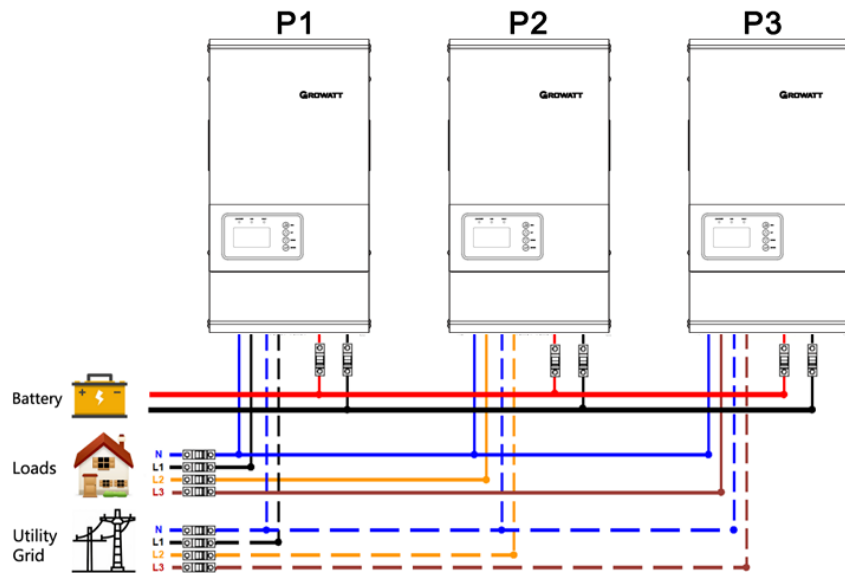 P1 P2 P3
GROWATT GROWATT GROWATT
Battery
Loads
N
L1
L2
L3
Utility
Grid
N
L1
L2
L3